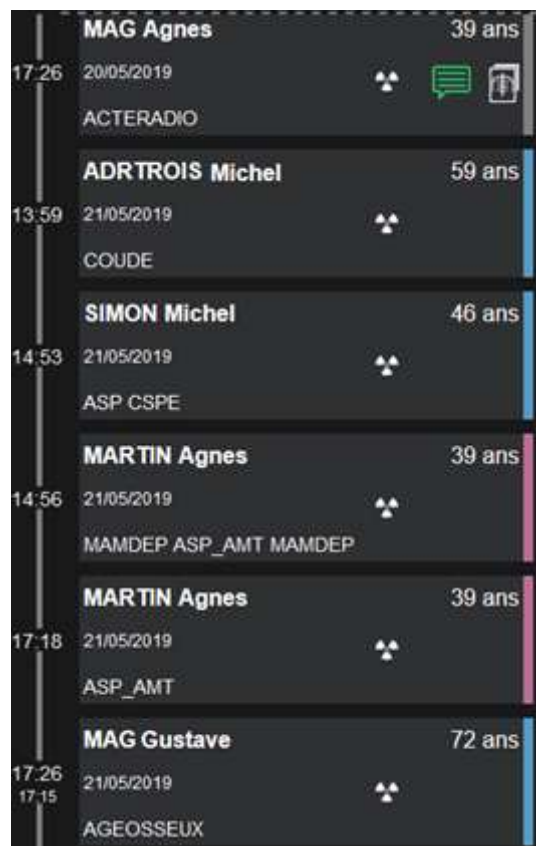 MAG Agnes 39 ans
17:26 20/05/2019
ACTERADIO
ADRTROIS Michel 59 ans
13:59 21/05/2019
COUDE
SIMON Michel 46 ans
14:53 21/05/2019
ASP CSPE
MARTIN Agnes 39 ans
14:56 21/05/2019
MAMDEP ASP_AMT MAMDEP
MARTIN Agnes 39 ans
17:18 21/05/2019
ASP_AMT
MAG Gustave 72 ans
17:26 21/05/2019
17:15
AGEOSSEUX